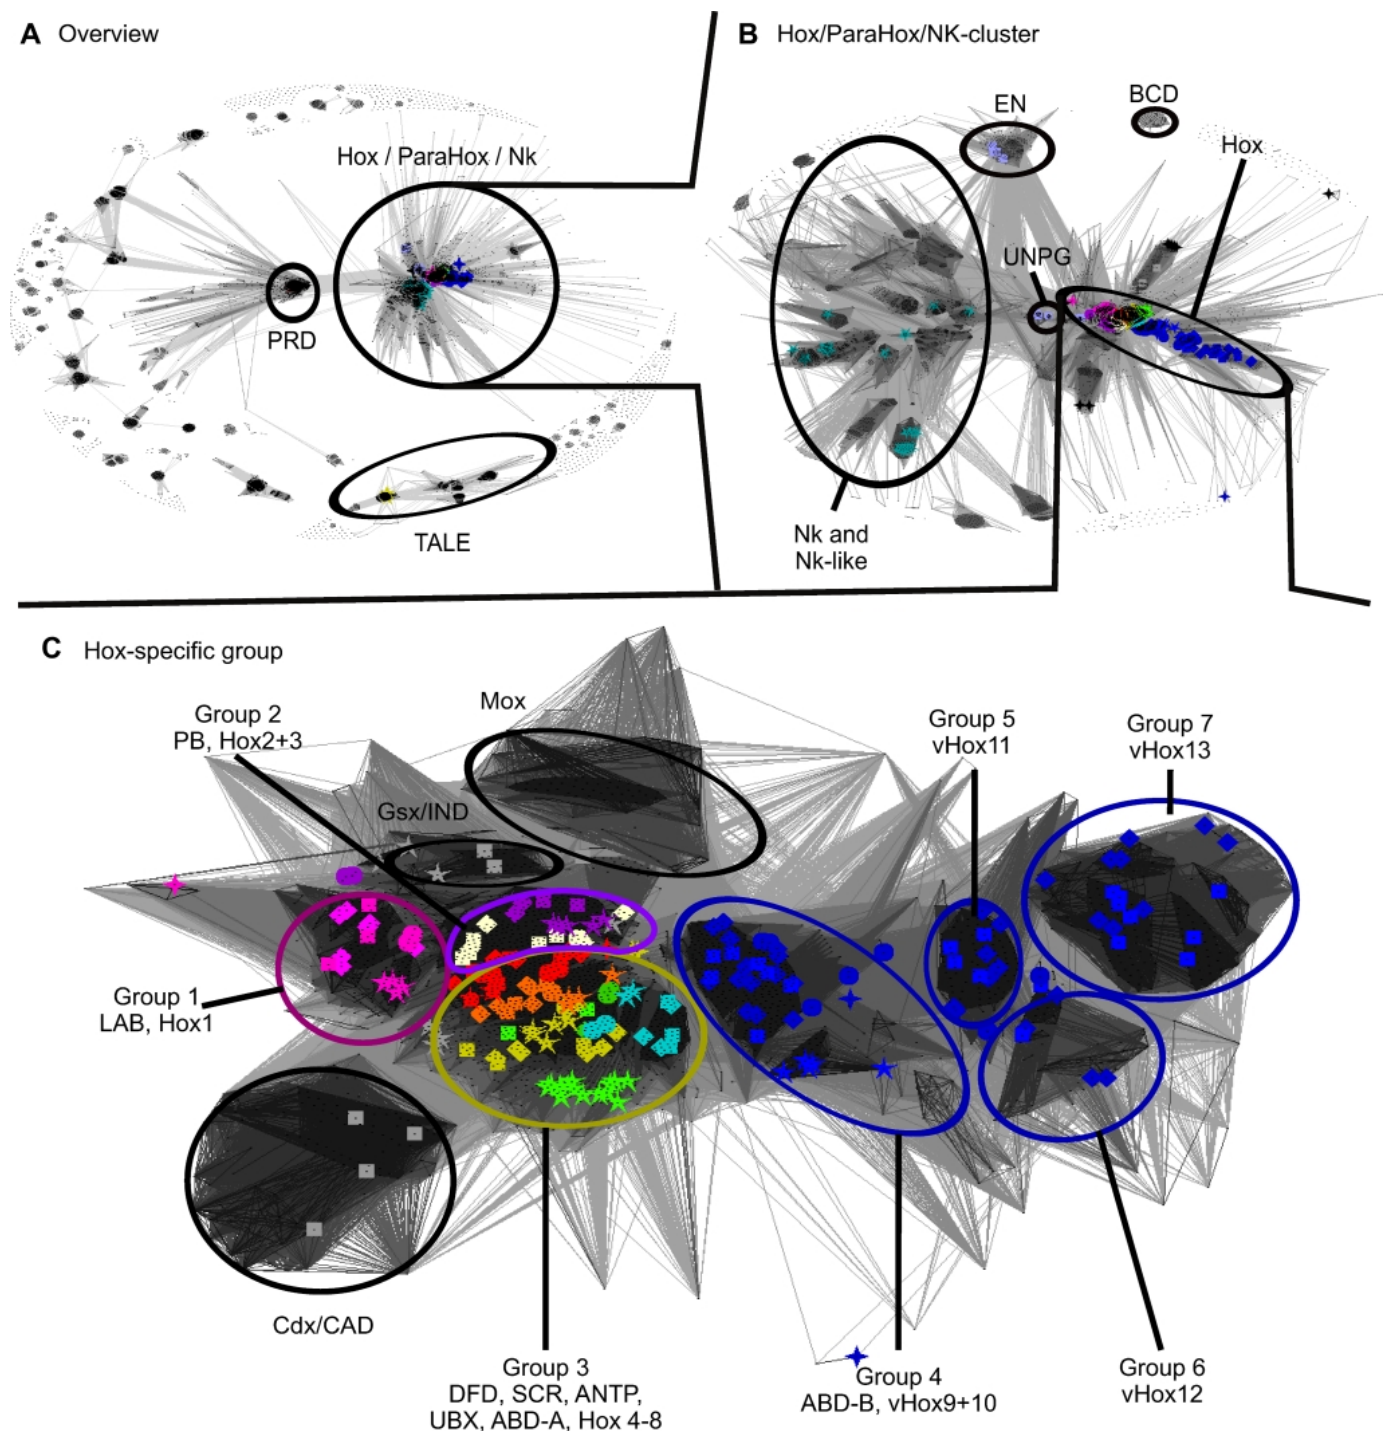 A Overview
B Hox/ParaHox/NK-cluster
Hox / ParaHox / Nk
PRD
TALE
EN
BCD
Hox
UNPG
Nk and
Nk-like
C Hox-specific group
Group 2
PB, Hox2+3
Mox
Group 5
vHox11
Group 7
vHox13
Gsx/IND
Group 1
LAB, Hox1
Cdx/CAD
Group 3
DFD, SCR, ANTP,
UBX, ABD-A, Hox 4-8
Group 4
ABD-B, vHox9+10
Group 6
vHox12